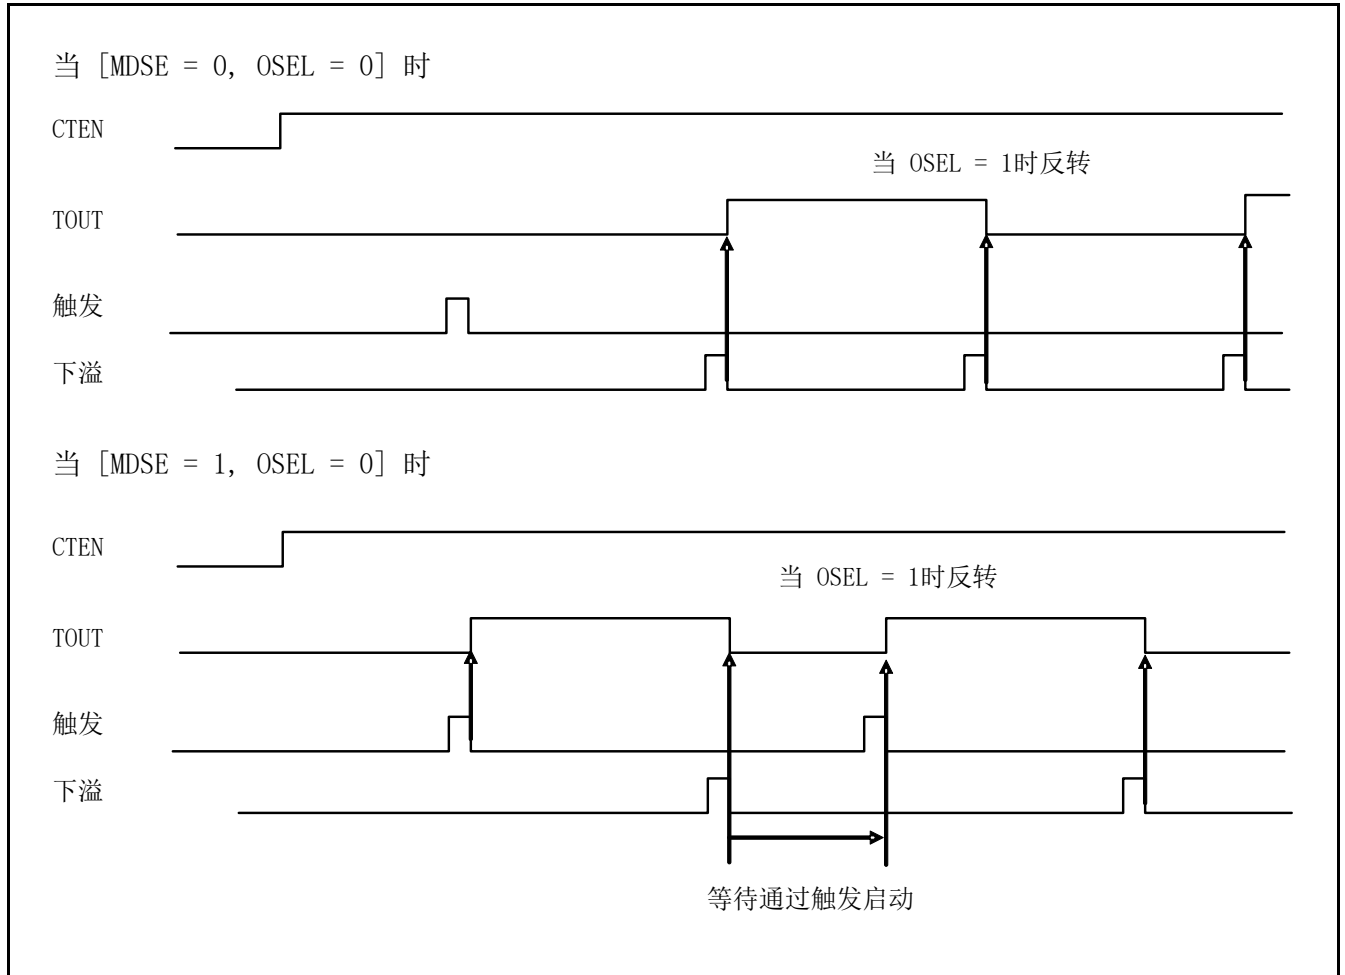 当 [MDSE = 0, OSEL = 0] 时
CTEN
当 OSEL = 1时反转
TOUT
触发
下溢
当 [MDSE = 1, OSEL = 0] 时
CTEN
当 OSEL = 1时反转
TOUT
触发
下溢
等待通过触发启动